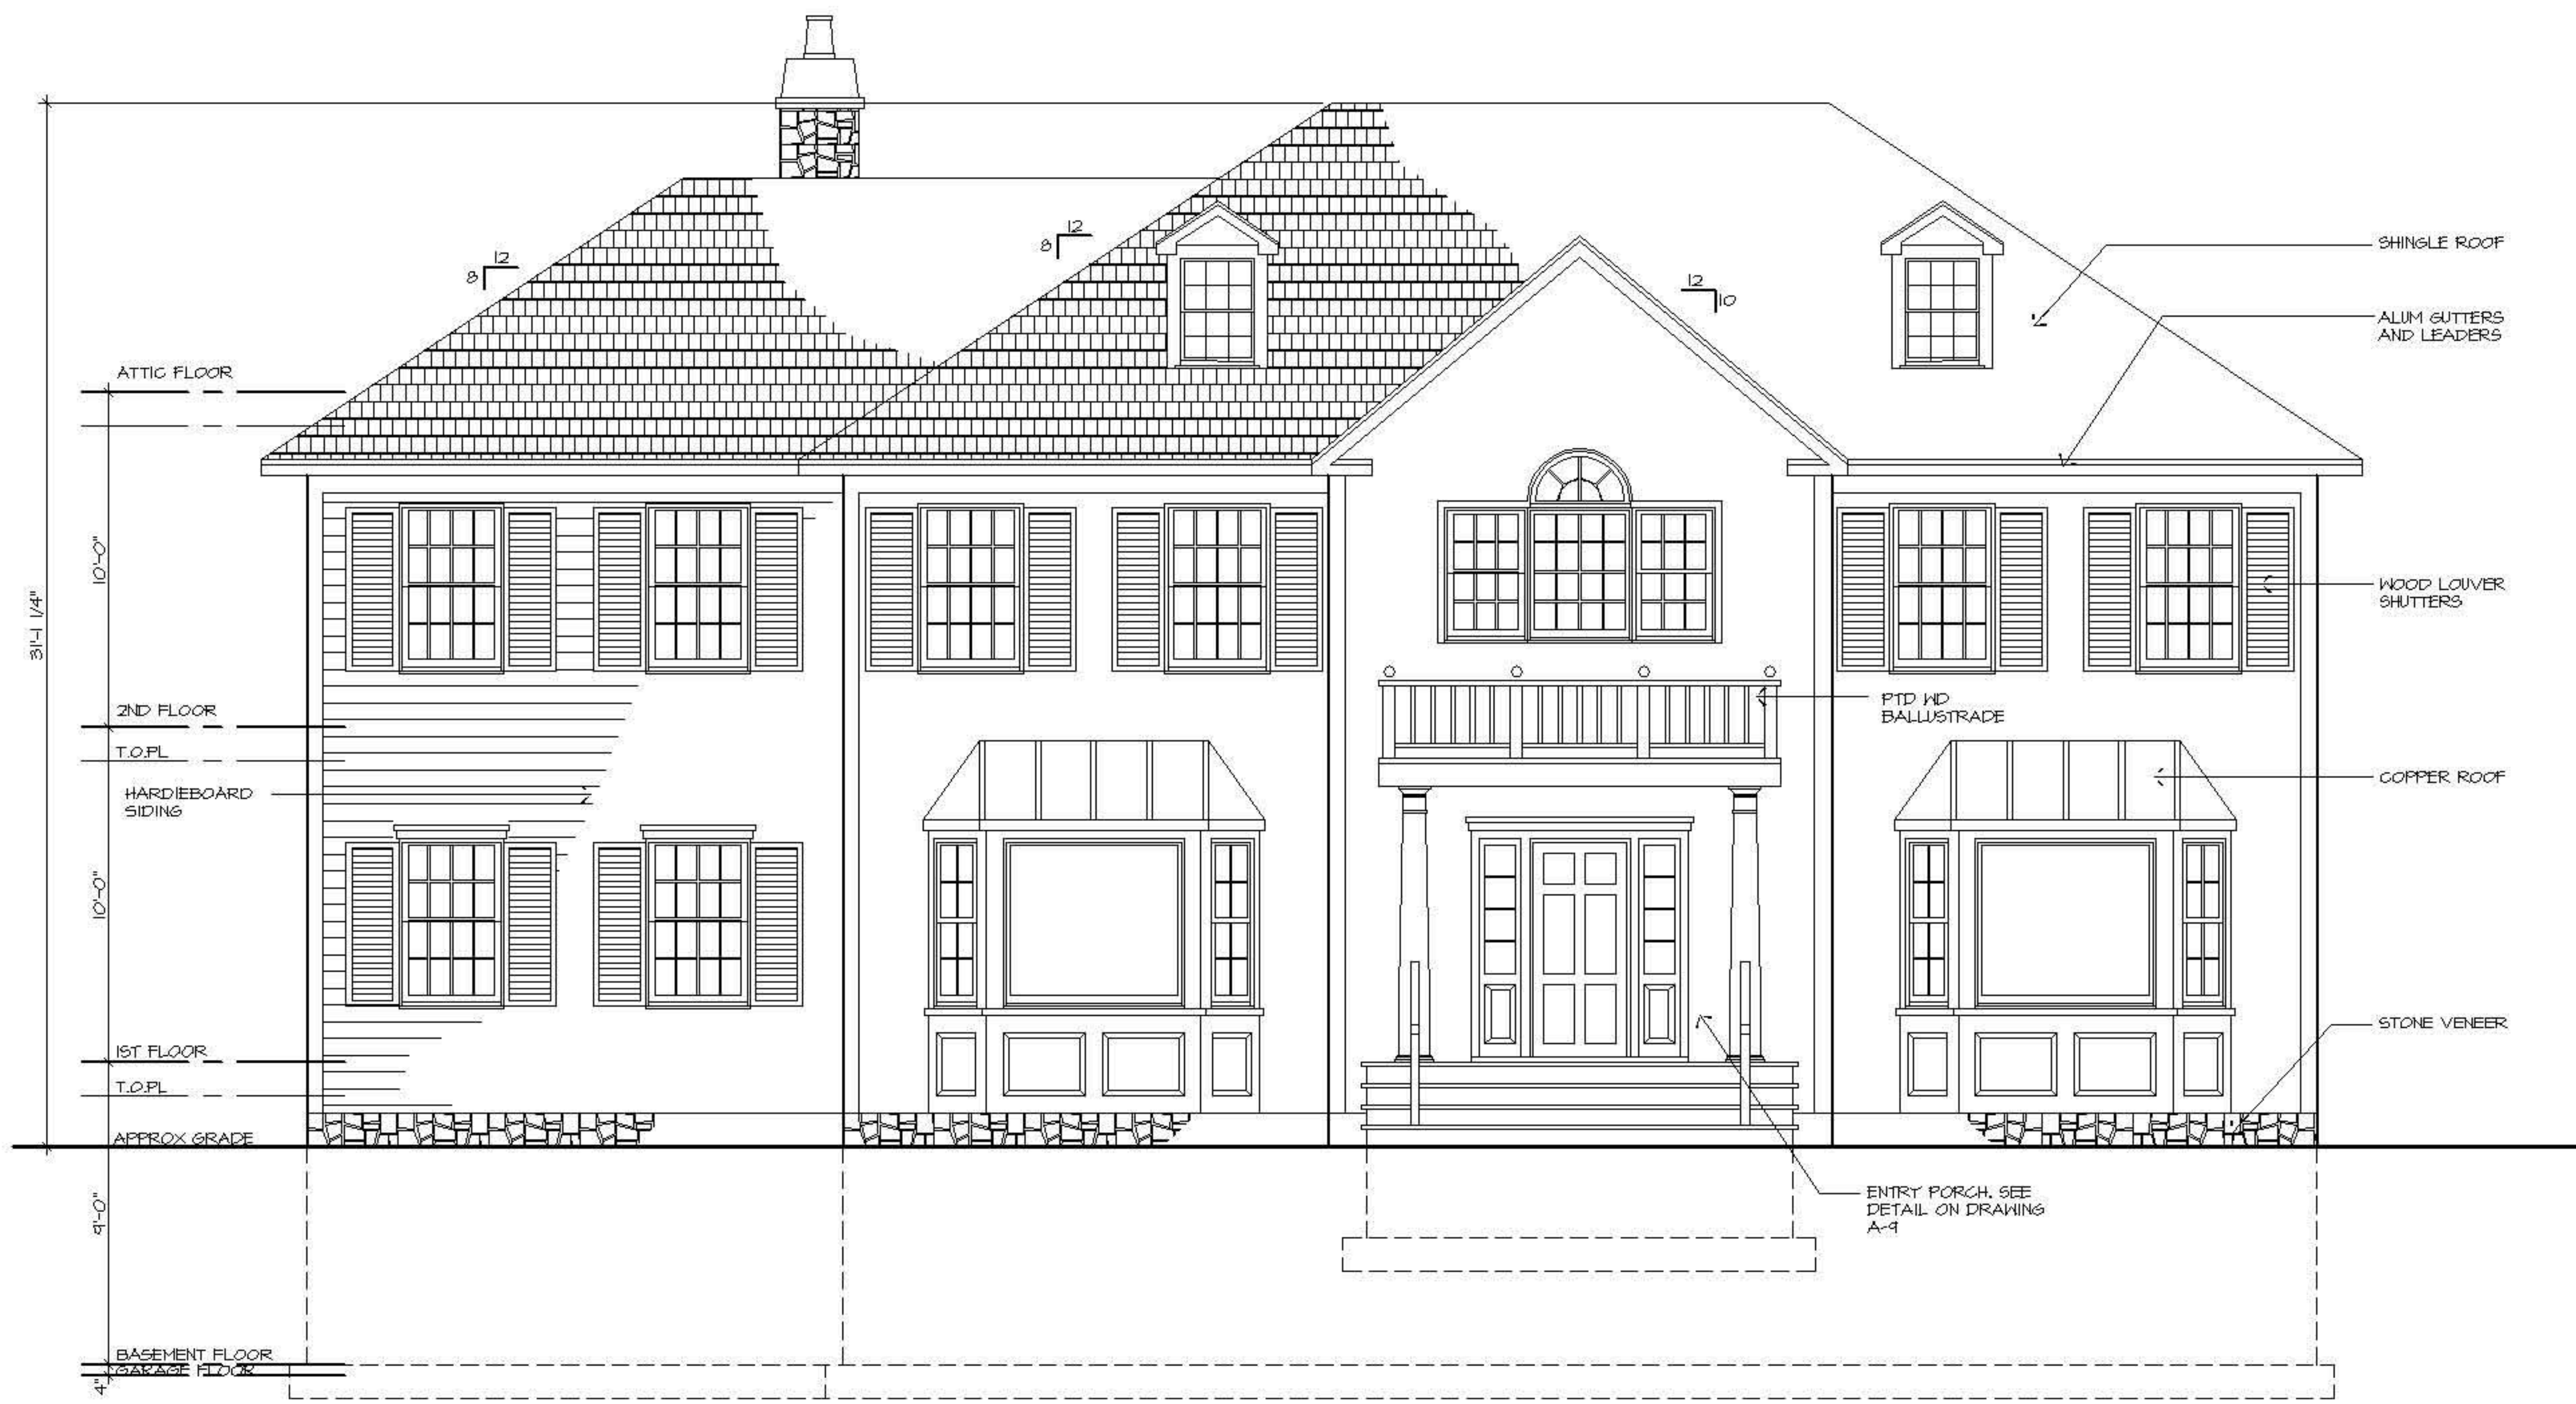 12
8
12
8
12
10
SHINGLE ROOF
ALUM GUTTERS
AND LEADERS
ATTIC FLOOR
10'-0"
31'-1 1/4"
WOOD LOUVER
SHUTTERS
2ND FLOOR
PTD WD
BALLUSTRADE
T.O.PL
COPPER ROOF
HARDIEBOARD
SIDING
10'-0"
STONE VENEER
1ST FLOOR
T.O.PL
APPROX GRADE
ENTRY PORCH. SEE
DETAIL ON DRAWING
A-9
9'-0"
BASEMENT FLOOR
GARAGE FLOOR
4"